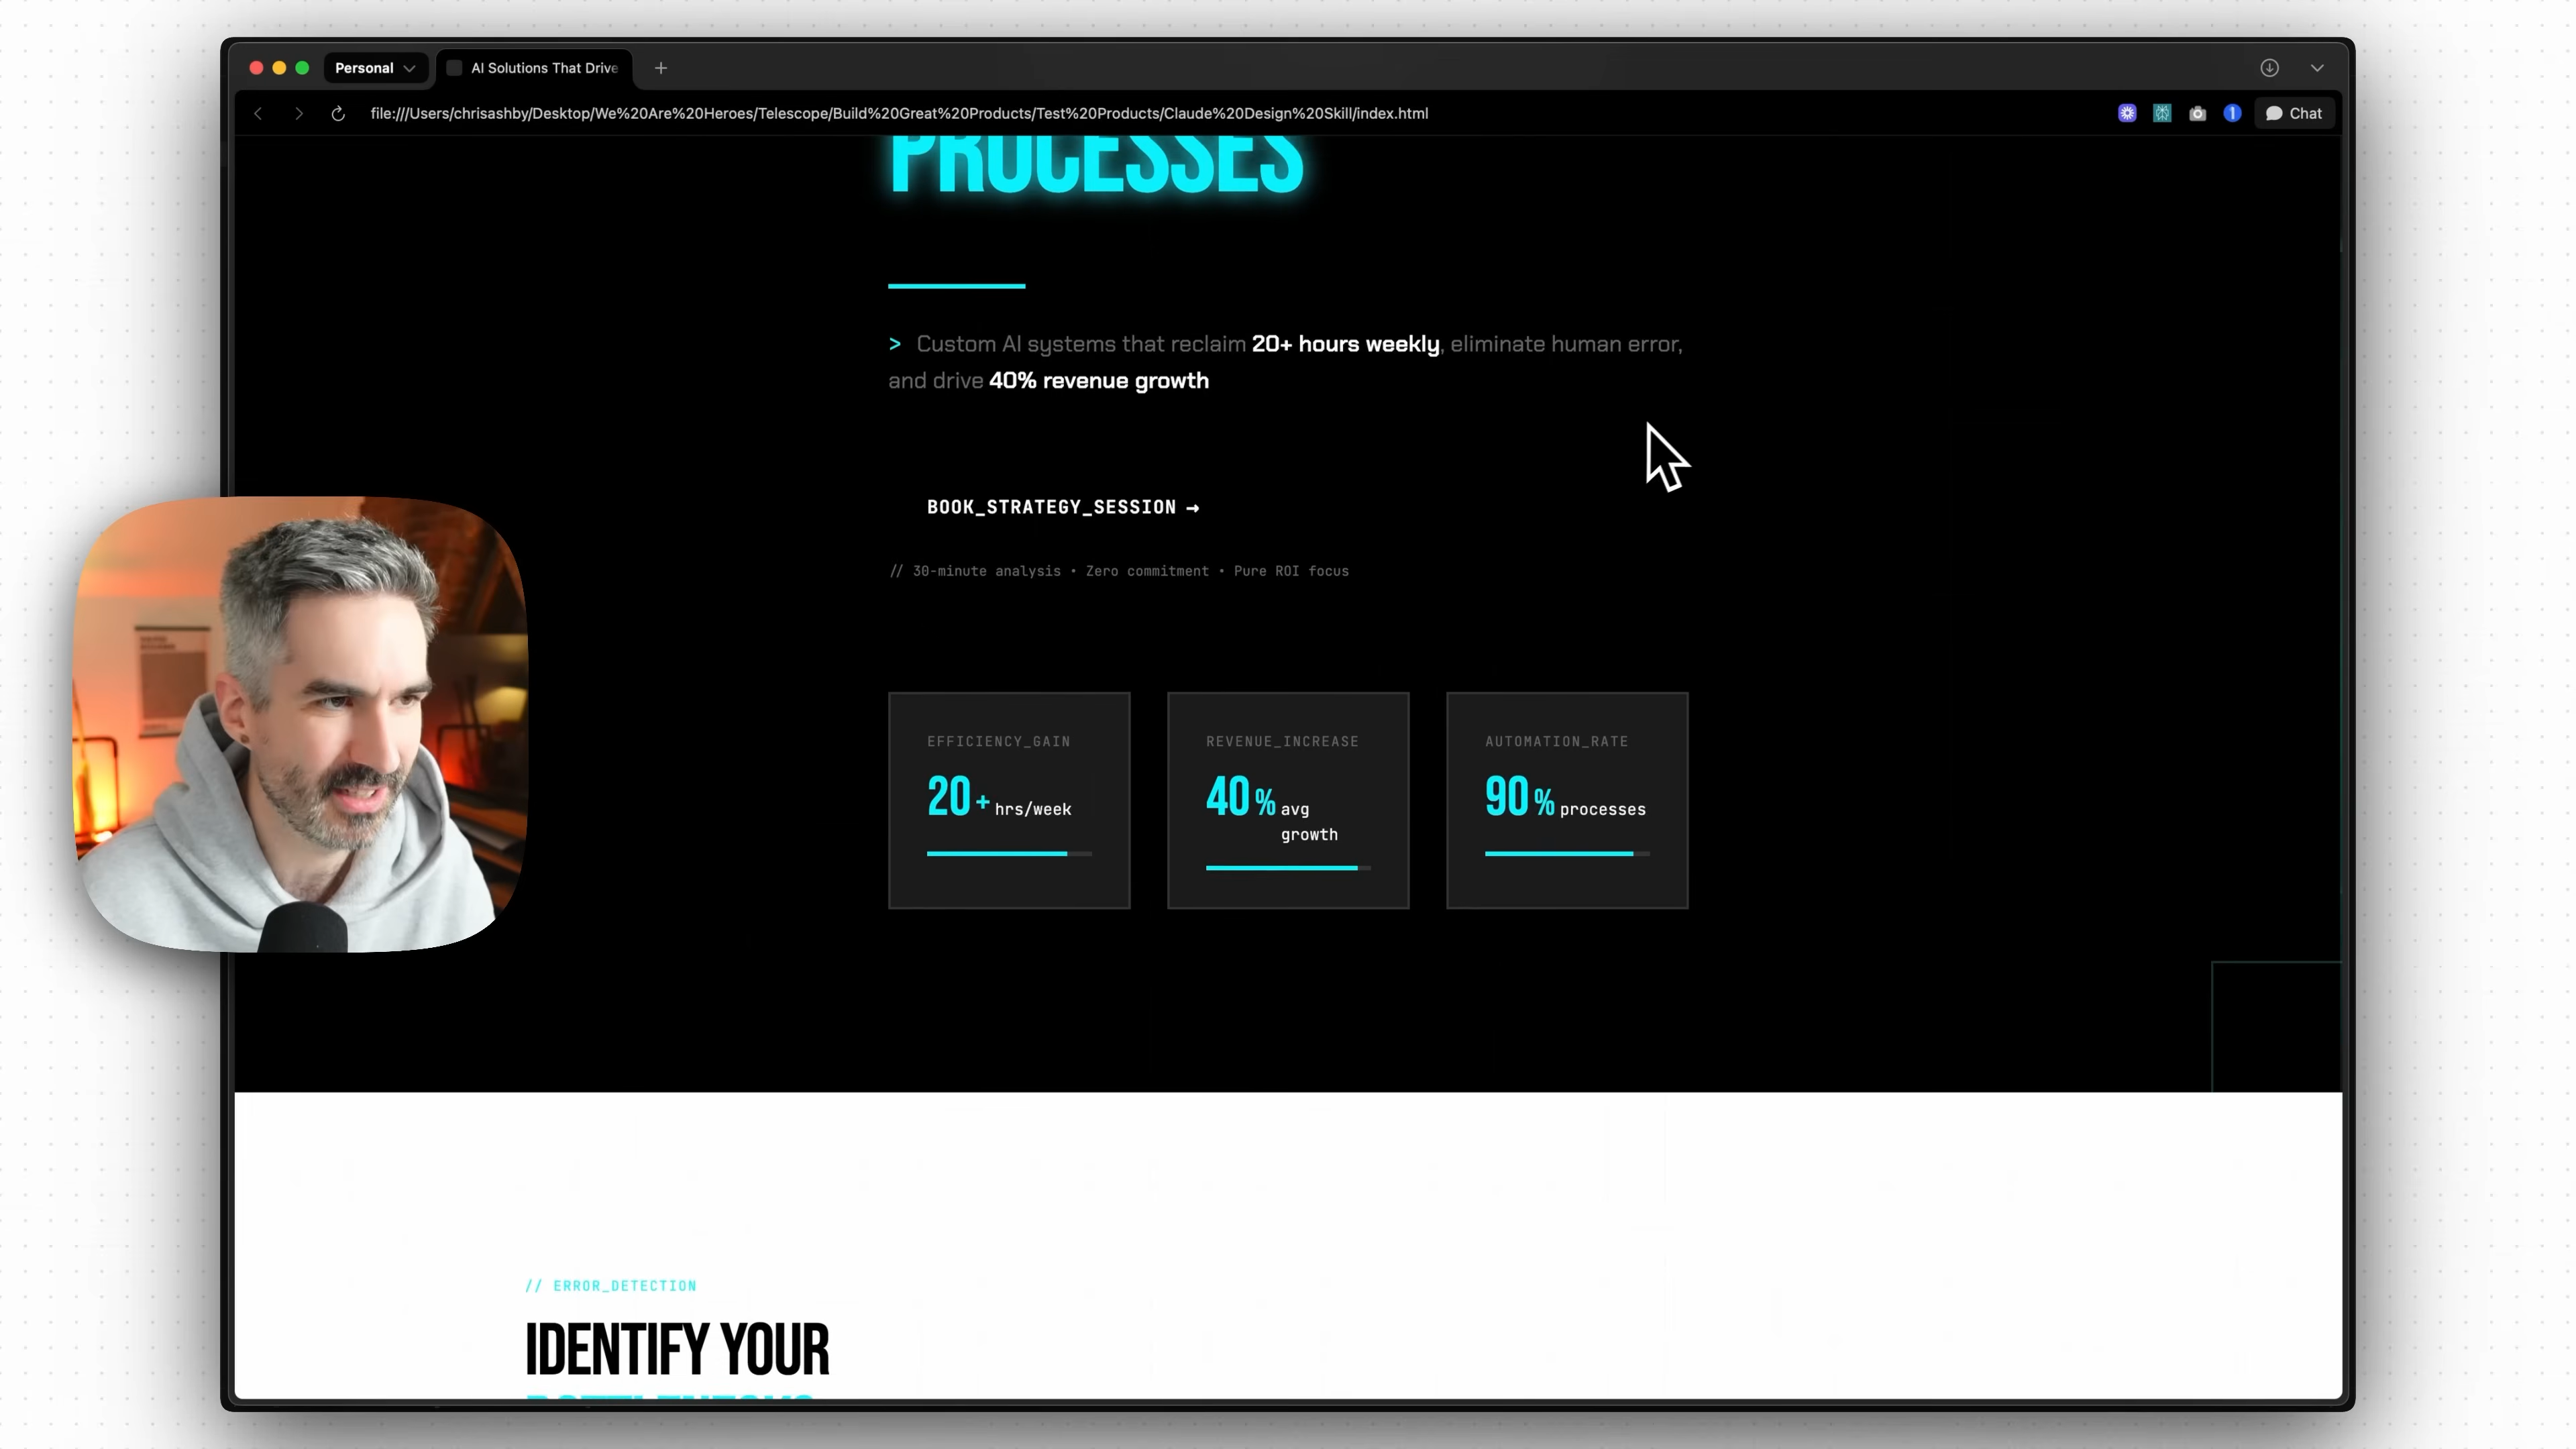 Personal
AI Solutions That Drive
file:///Users/chrisashby/Desktop/We%20Are%20Heroes/Telescope/Build%20Great%20Products/Test%20Products/Claude%20Design%20Skill/index.html
Chat
PROCESSES
> Custom AI systems that reclaim 20+ hours weekly, eliminate human error,
and drive 40% revenue growth
BOOK_STRATEGY_SESSION →
// 30-minute analysis • Zero commitment • Pure ROI focus
EFFICIENCY_GAIN
20+ hrs/week
REVENUE_INCREASE
40% avg
growth
AUTOMATION_RATE
90% processes
// ERROR_DETECTION
IDENTIFY YOUR